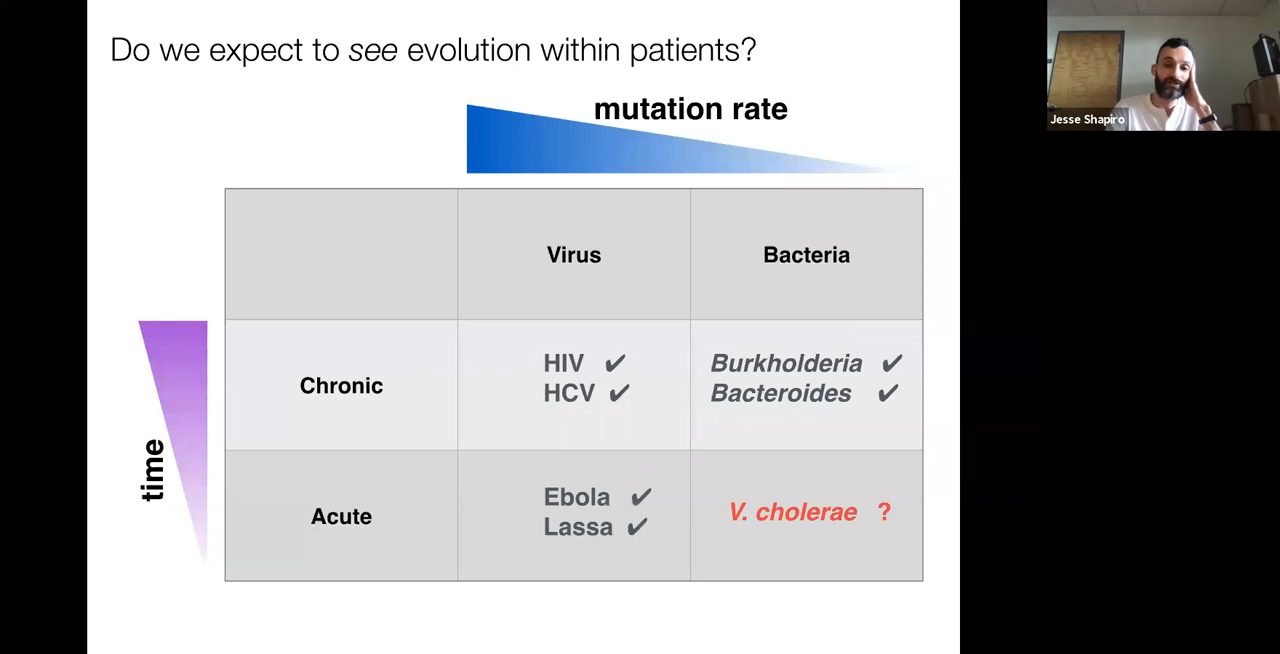 Do we expect to see evolution within patients?
mutation rate
Jesse Shapiro
Virus
Bacteria
time
Chronic
HIV ✔
HCV ✔
Burkholderia ✔
Bacteroides ✔
Acute
Ebola ✔
Lassa ✔
V. cholerae ?